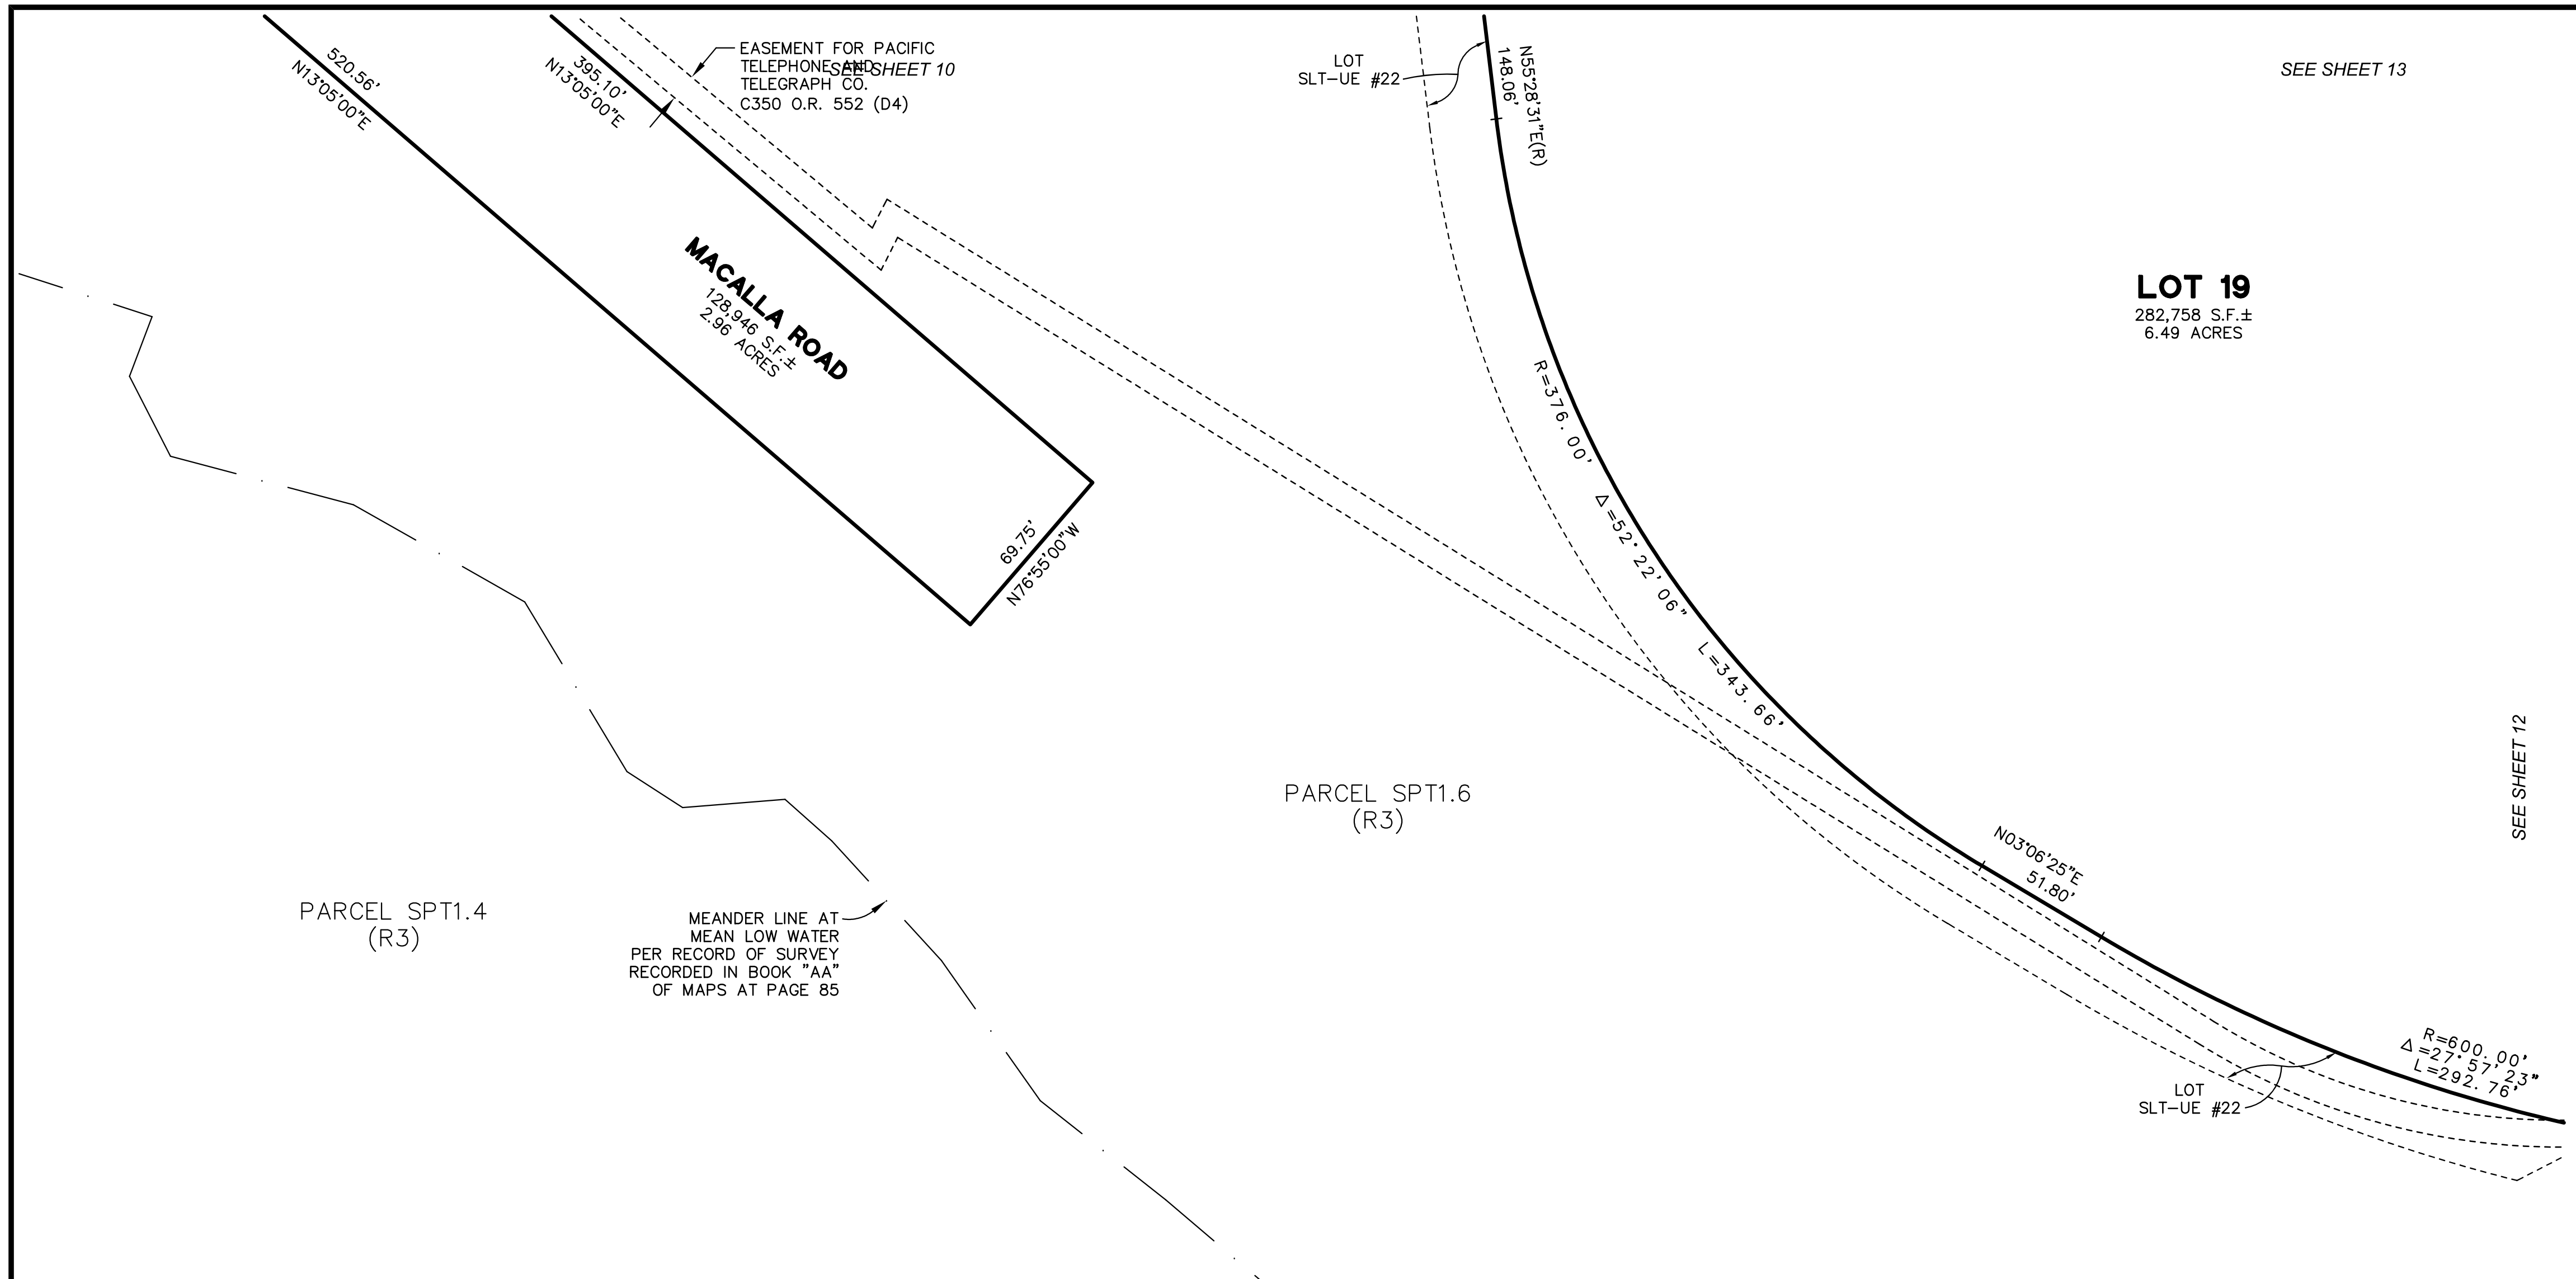 520.56'
N13°05'00"E
395.10'
N13°05'00"E
EASEMENT FOR PACIFIC
TELEPHONE AND
TELEGRAPH CO.
C350 O.R. 552 (D4)
SEE SHEET 10
LOT
SLT-UE #22
N55°28'31"E(R)
148.06'
SEE SHEET 13
MACALLA ROAD
128,946 S.F.±
2.96 ACRES
LOT 19
282,758 S.F.±
6.49 ACRES
R=376.00' Δ=52°22'06" L=343.66'
69.75'
N76°55'00"W
PARCEL SPT1.6
(R3)
SEE SHEET 12
N03°06'25"E
51.80'
PARCEL SPT1.4
(R3)
MEANDER LINE AT
MEAN LOW WATER
PER RECORD OF SURVEY
RECORDED IN BOOK "AA"
OF MAPS AT PAGE 85
R=600.00'
Δ=27°57'23"
L=292.76'
LOT
SLT-UE #22